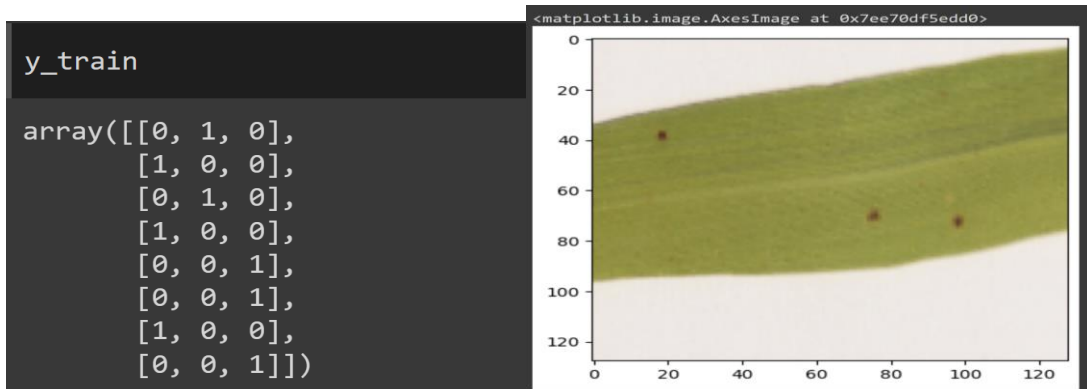 y_train
array([[0, 1, 0],
[1, 0, 0],
[0, 1, 0],
[1, 0, 0],
[0, 0, 1],
[0, 0, 1],
[1, 0, 0],
[0, 0, 1]])
<matplotlib.image.AxesImage at 0x7ee70df5edd0>
0
20
40
60
80
100
120
0 20 40 60 80 100 120